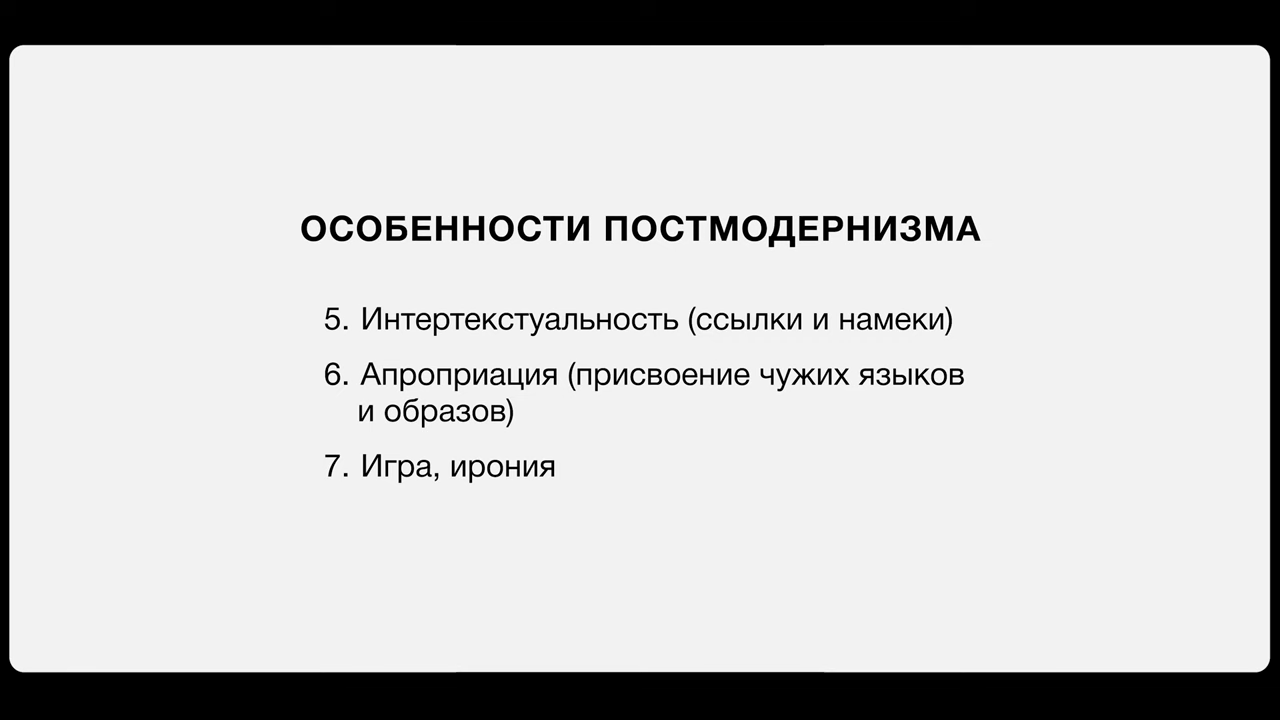 ОСОБЕННОСТИ ПОСТМОДЕРНИЗМА
5. Интертекстуальность (ссылки и намеки)
6. Апроприация (присвоение чужих языков
и образов)
7. Игра, ирония